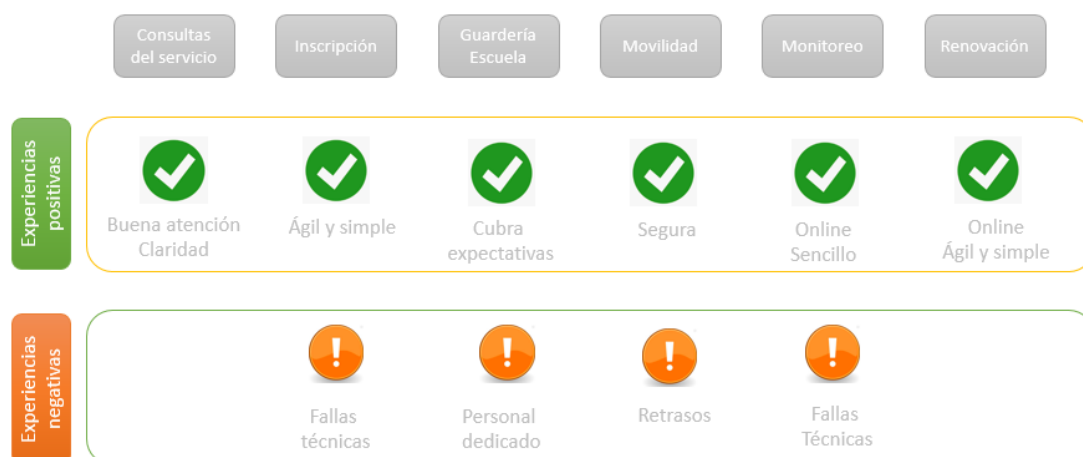 Consultas
del servicio
Inscripción
Guardería
Escuela
Movilidad
Monitoreo
Renovación
Experiencias
positivas
Buena atención
Claridad
Ágil y simple
Cubra
expectativas
Segura
Online
Sencillo
Online
Ágil y simple
Experiencias
negativas
Fallas
técnicas
Personal
dedicado
Retrasos
Fallas
Técnicas